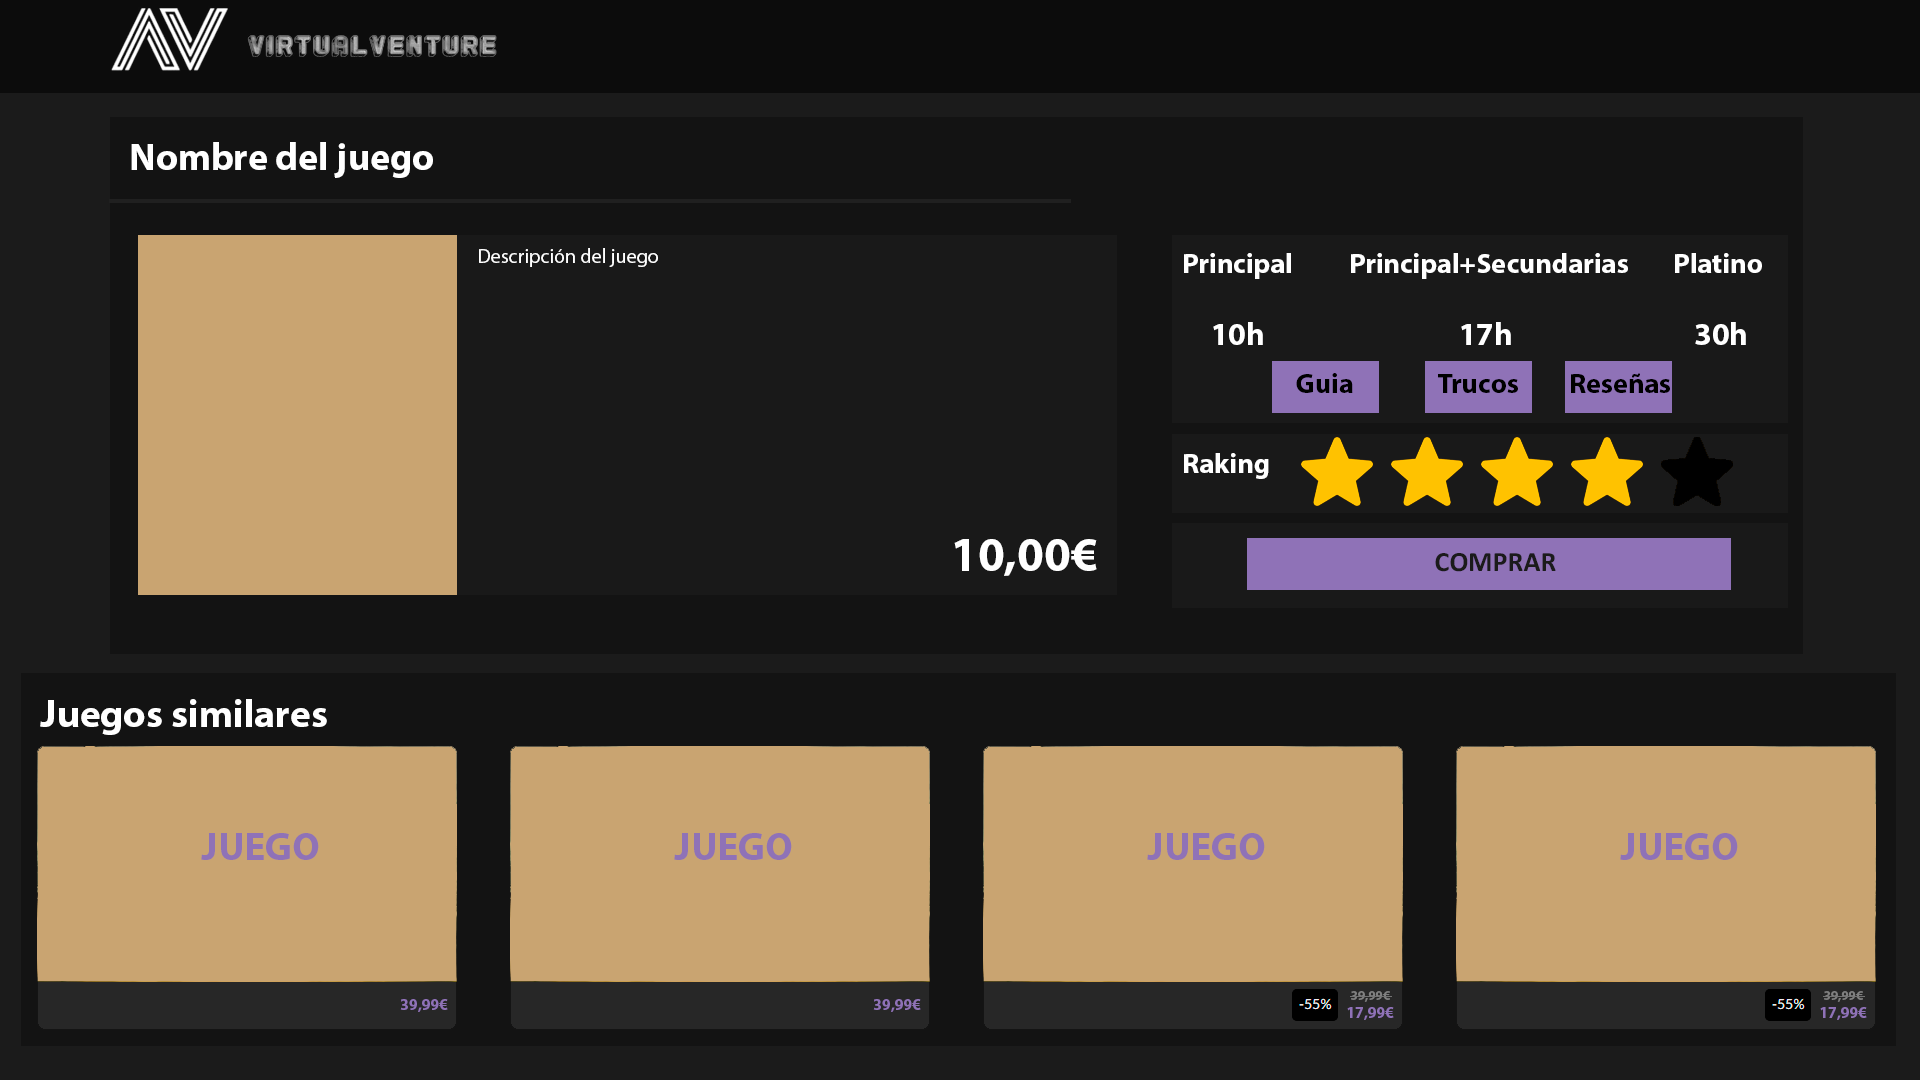 AV VIRTUALVENTURE
Nombre del juego
Descripción del juego
10,00€
Principal Principal+Secundarias Platino
10h 17h 30h
Guia Trucos Reseñas
Raking
COMPRAR
Juegos similares
JUEGO JUEGO JUEGO JUEGO
39,99€ 39,99€ -55% 39,99€ -55% 39,99€
17,99€ 17,99€